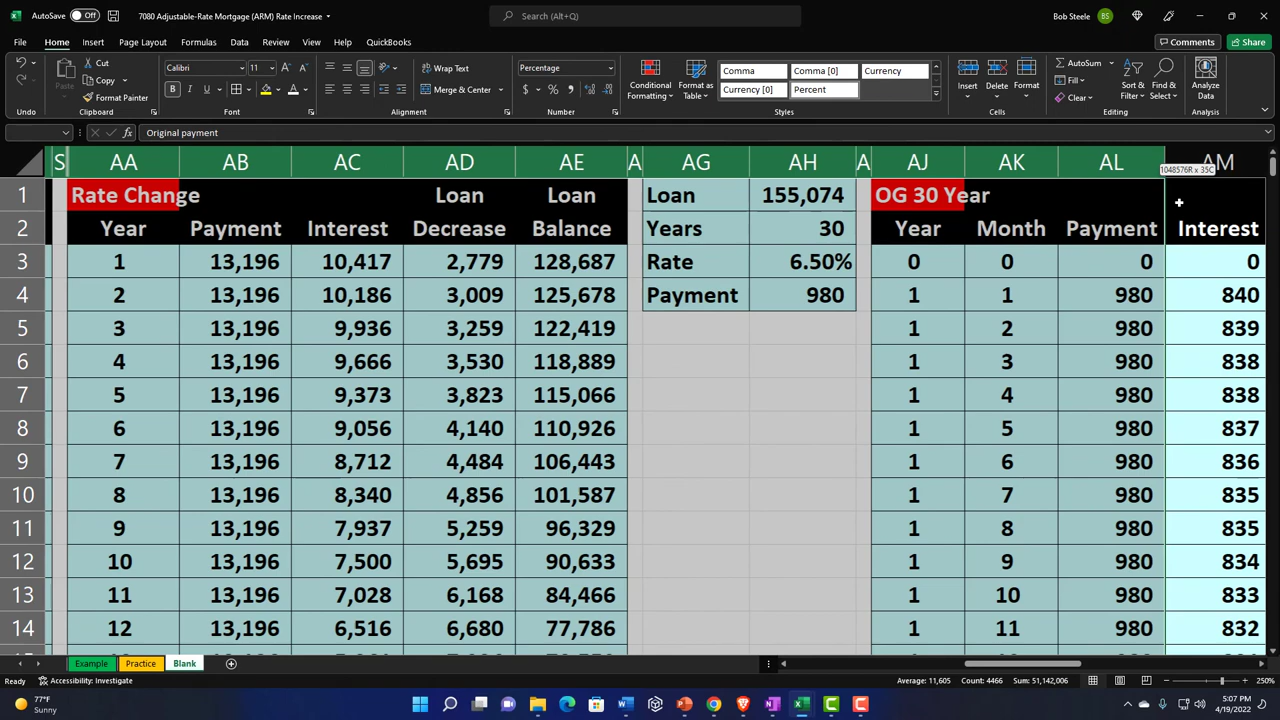 AutoSave Off 7080 Adjustable-Rate Mortgage (ARM) Rate Increase Search (Alt+Q) Bob Steele BS
File Home Insert Page Layout Formulas Data Review View Help QuickBooks Comments Share
Cut Calibri 11 Wrap Text Percentage Comma Comma [0] Currency AutoSum
Copy Fill
Paste Format Painter Merge & Center Conditional Formatting Format as Table Currency [0] Percent Insert Delete Format Clear Sort & Filter Find & Select Analyze Data
Undo Clipboard Font Alignment Number Styles Cells Editing Analysis
fx Original payment
S AA AB AC AD AE A AG AH A AJ AK AL AM
1048576R x 35C
1 Rate Change Loan Loan Loan 155,074 OG 30 Year
2 Year Payment Interest Decrease Balance Years 30 Year Month Payment Interest
3 1 13,196 10,417 2,779 128,687 Rate 6.50% 0 0 0 0
4 2 13,196 10,186 3,009 125,678 Payment 980 1 1 980 840
5 3 13,196 9,936 3,259 122,419 1 2 980 839
6 4 13,196 9,666 3,530 118,889 1 3 980 838
7 5 13,196 9,373 3,823 115,066 1 4 980 838
8 6 13,196 9,056 4,140 110,926 1 5 980 837
9 7 13,196 8,712 4,484 106,443 1 6 980 836
10 8 13,196 8,340 4,856 101,587 1 7 980 835
11 9 13,196 7,937 5,259 96,329 1 8 980 835
12 10 13,196 7,500 5,695 90,633 1 9 980 834
13 11 13,196 7,028 6,168 84,466 1 10 980 833
14 12 13,196 6,516 6,680 77,786 1 11 980 832
Example Practice Blank
Ready Accessibility: Investigate Average: 11,605 Count: 4466 Sum: 51,142,006 250%
77°F
Sunny
5:07 PM
4/19/2022